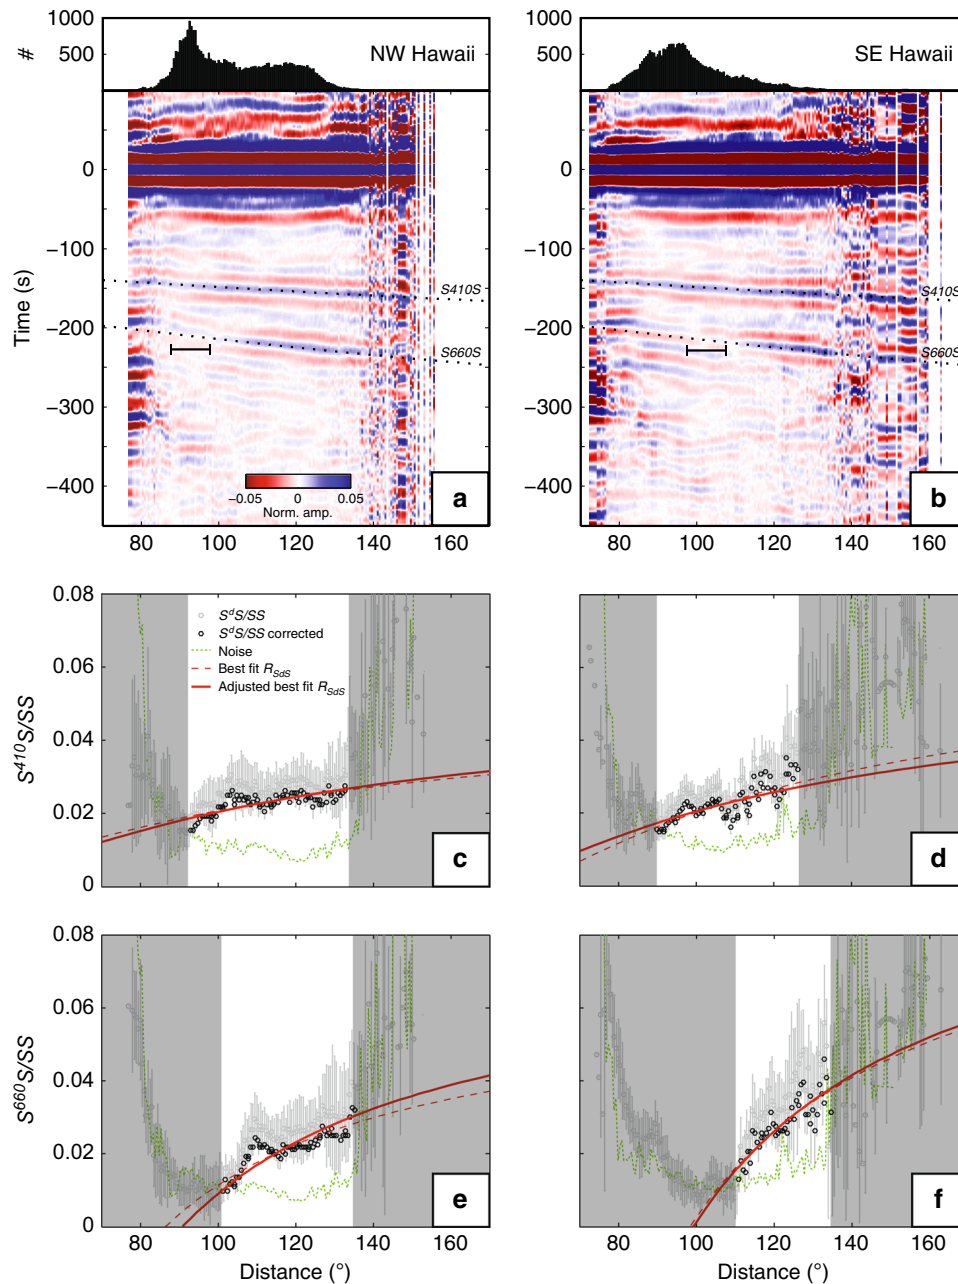 1000
500
#
NW Hawaii
1000
500
SE Hawaii
Time (s)
0
−100
−200
−300
−400
S410S
S660S
−0.05 0 0.05
Norm. amp.
a
80 100 120 140 160
0
−100
−200
−300
−400
S410S
S660S
b
80 100 120 140 160
S⁴¹⁰S/SS
0.08
0.06
0.04
0.02
0
SᵈS/SS
SᵈS/SS corrected
Noise
Best fit R_SdS
Adjusted best fit R_SdS
c
d
S⁶⁶⁰S/SS
0.08
0.06
0.04
0.02
0
e
80 100 120 140 160
Distance (°)
f
80 100 120 140 160
Distance (°)